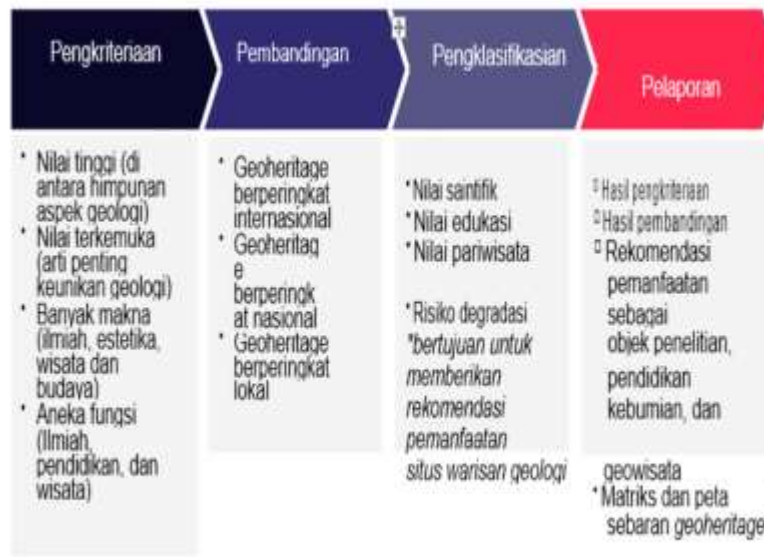 Pengkriteriaan
Pembandingan
Pengklasifikasian
Pelaporan
• Nilai tinggi (di
antara himpunan
aspek geologi)
• Nilai terkemuka
(arti penting
keunikan geologi)
• Banyak makna
(ilmiah, estetika,
wisata dan
budaya)
• Aneka fungsi
(Ilmiah,
pendidikan, dan
wisata)
• Geoheritage
berperingkat
internasional
• Geoheritag
e
berperingk
at nasional
• Geoheritage
berperingkat
lokal
• Nilai saintifik
• Nilai edukasi
• Nilai pariwisata
• Risiko degradasi
*bertujuan untuk
memberikan
rekomendasi
pemanfaatan
situs warisan geologi
▯ Hasil pengkriteriaan
▯ Hasil pembandingan
▯ Rekomendasi
pemanfaatan
sebagai
objek penelitian,
pendidikan
kebumian, dan
geowisata
• Matriks dan peta
sebaran geoheritage